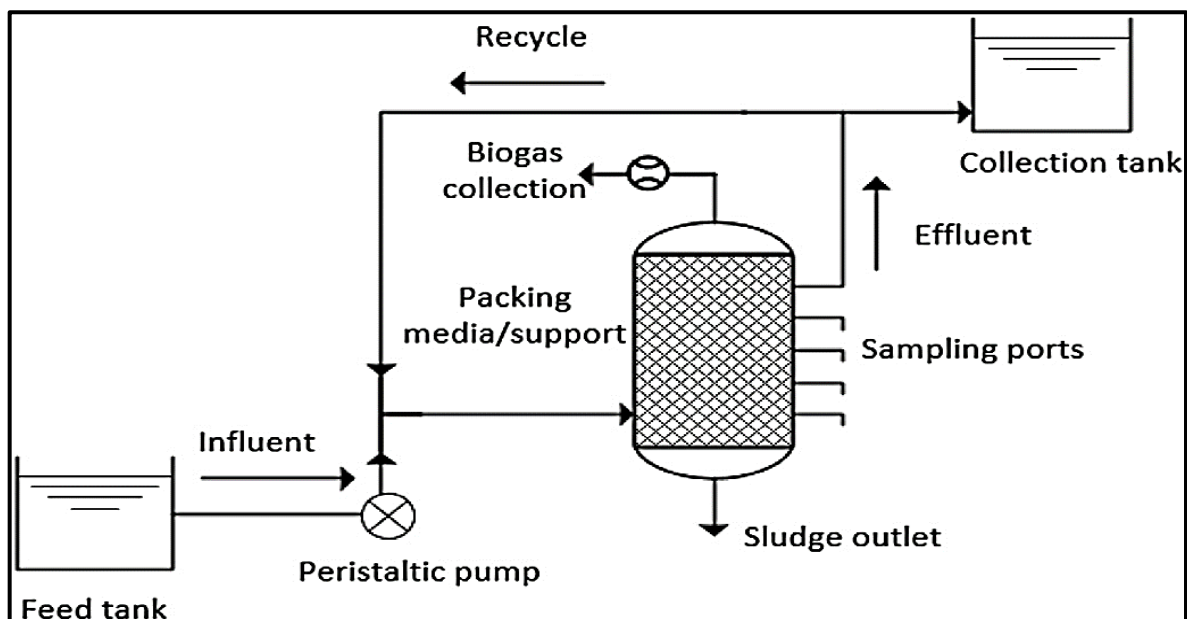 Recycle
Collection tank
Biogas
collection
Effluent
Packing
media/support
Sampling ports
Influent
Sludge outlet
Peristaltic pump
Feed tank